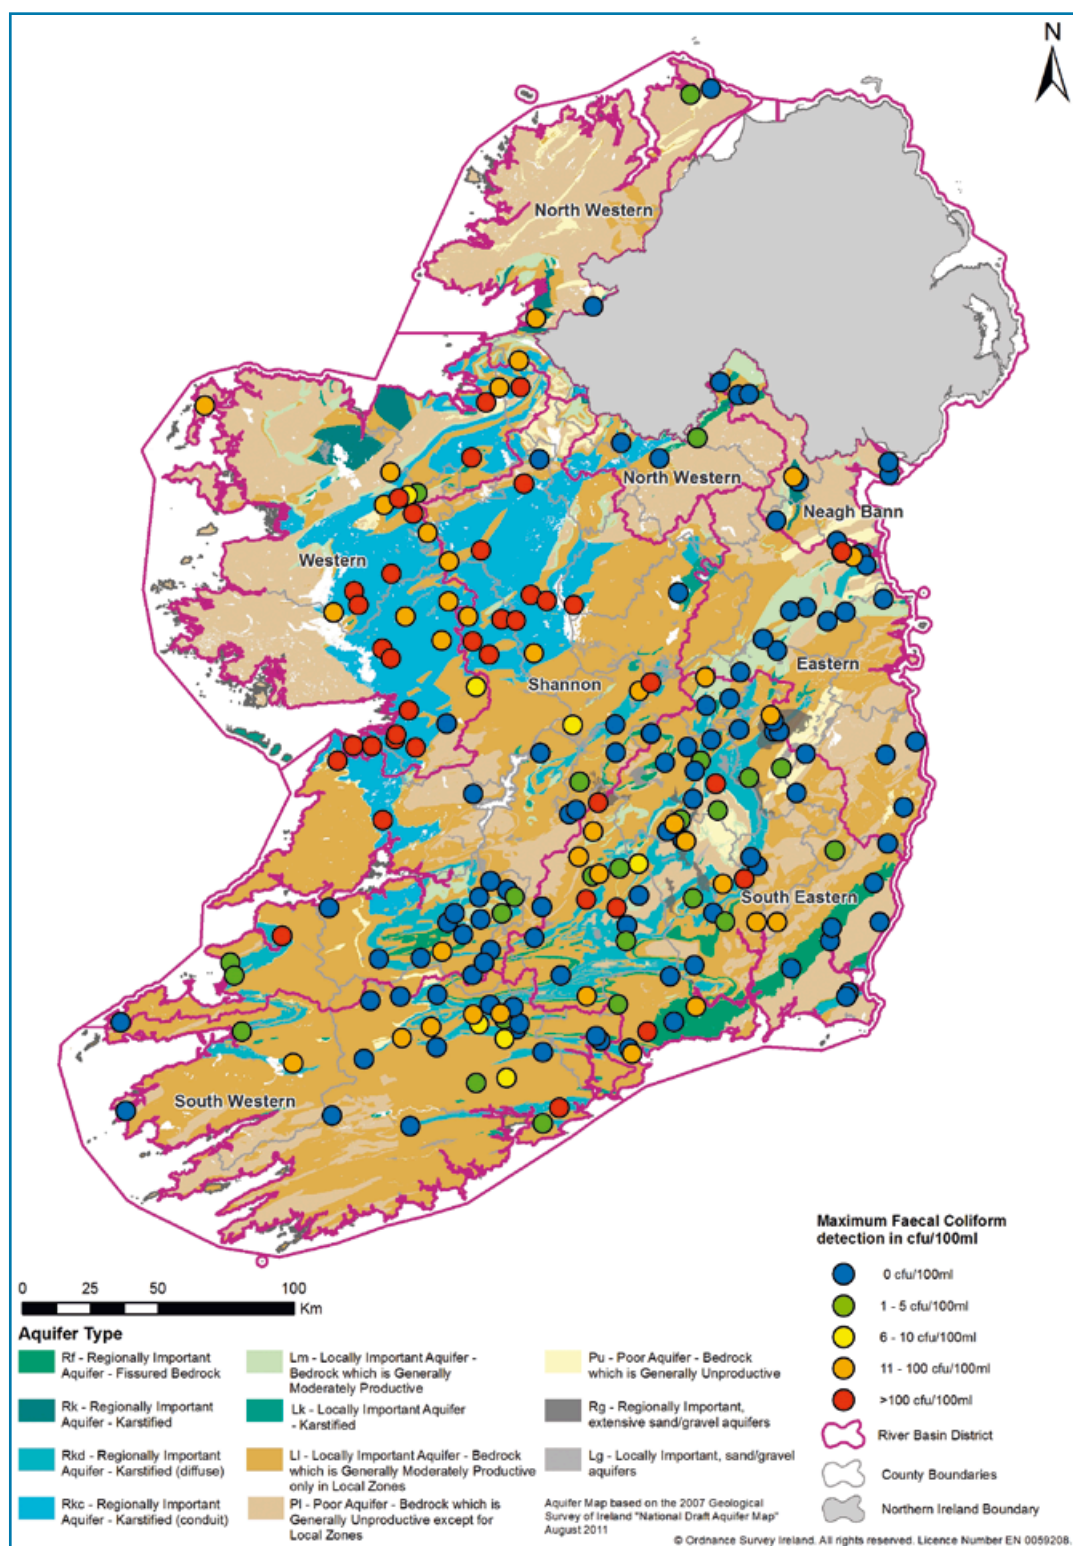 N
North Western
North Western
Neagh Bann
Western
Eastern
Shannon
South Eastern
South Western
Maximum Faecal Coliform
detection in cfu/100ml
0 cfu/100ml
1 - 5 cfu/100ml
6 - 10 cfu/100ml
11 - 100 cfu/100ml
>100 cfu/100ml
River Basin District
County Boundaries
Northern Ireland Boundary
0 25 50 100
Km
Aquifer Type
Rf - Regionally Important
Aquifer - Fissured Bedrock
Rk - Regionally Important
Aquifer - Karstified
Rkd - Regionally Important
Aquifer - Karstified (diffuse)
Rkc - Regionally Important
Aquifer - Karstified (conduit)
Lm - Locally Important Aquifer -
Bedrock which is Generally
Moderately Productive
Lk - Locally Important Aquifer
- Karstified
Ll - Locally Important Aquifer - Bedrock
which is Generally Moderately Productive
only in Local Zones
Pl - Poor Aquifer - Bedrock which is
Generally Unproductive except for
Local Zones
Pu - Poor Aquifer - Bedrock
which is Generally Unproductive
Rg - Regionally Important,
extensive sand/gravel aquifers
Lg - Locally Important, sand/gravel
aquifers
Aquifer Map based on the 2007 Geological
Survey of Ireland "National Draft Aquifer Map"
August 2011
© Ordnance Survey Ireland. All rights reserved. Licence Number EN 0059208.